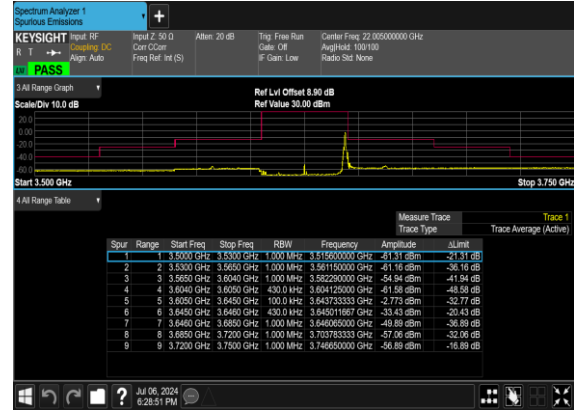 Spectrum Analyzer 1
Spurious Emissions
KEYSIGHT Input: RF Input Z: 50 Ω Atten: 20 dB Trig: Free Run Center Freq: 22.005000000 GHz
R T Coupling: DC Corr CCorr Gate: Off Avg|Hold: 100/100
Align: Auto Freq Ref: Int (S) IF Gain: Low Radio Std: None
PASS
3 All Range Graph Ref Lvl Offset 8.90 dB
Scale/Div 10.0 dB Ref Value 30.00 dBm
20.0
0.00
-20.0
-40.0
-60.0
Start 3.500 GHz Stop 3.750 GHz
4 All Range Table
Measure Trace Trace 1
Trace Type Trace Average (Active)
Spur Range Start Freq Stop Freq RBW Frequency Amplitude ΔLimit
1 1 3.5000 GHz 3.5300 GHz 1.000 MHz 3.515600000 GHz -61.31 dBm -21.31 dB
2 2 3.5300 GHz 3.5650 GHz 1.000 MHz 3.561150000 GHz -61.16 dBm -36.16 dB
3 3 3.5650 GHz 3.6040 GHz 1.000 MHz 3.582290000 GHz -54.94 dBm -41.94 dB
4 4 3.6040 GHz 3.6050 GHz 430.0 kHz 3.604125000 GHz -61.58 dBm -48.58 dB
5 5 3.6050 GHz 3.6450 GHz 100.0 kHz 3.643733333 GHz -2.773 dBm -32.77 dB
6 6 3.6450 GHz 3.6460 GHz 430.0 kHz 3.645011667 GHz -33.43 dBm -20.43 dB
7 7 3.6460 GHz 3.6850 GHz 1.000 MHz 3.646065000 GHz -49.89 dBm -36.89 dB
8 8 3.6850 GHz 3.7200 GHz 1.000 MHz 3.703783333 GHz -57.06 dBm -32.06 dB
9 9 3.7200 GHz 3.7500 GHz 1.000 MHz 3.746650000 GHz -56.89 dBm -16.89 dB
Jul 06, 2024
6:28:51 PM